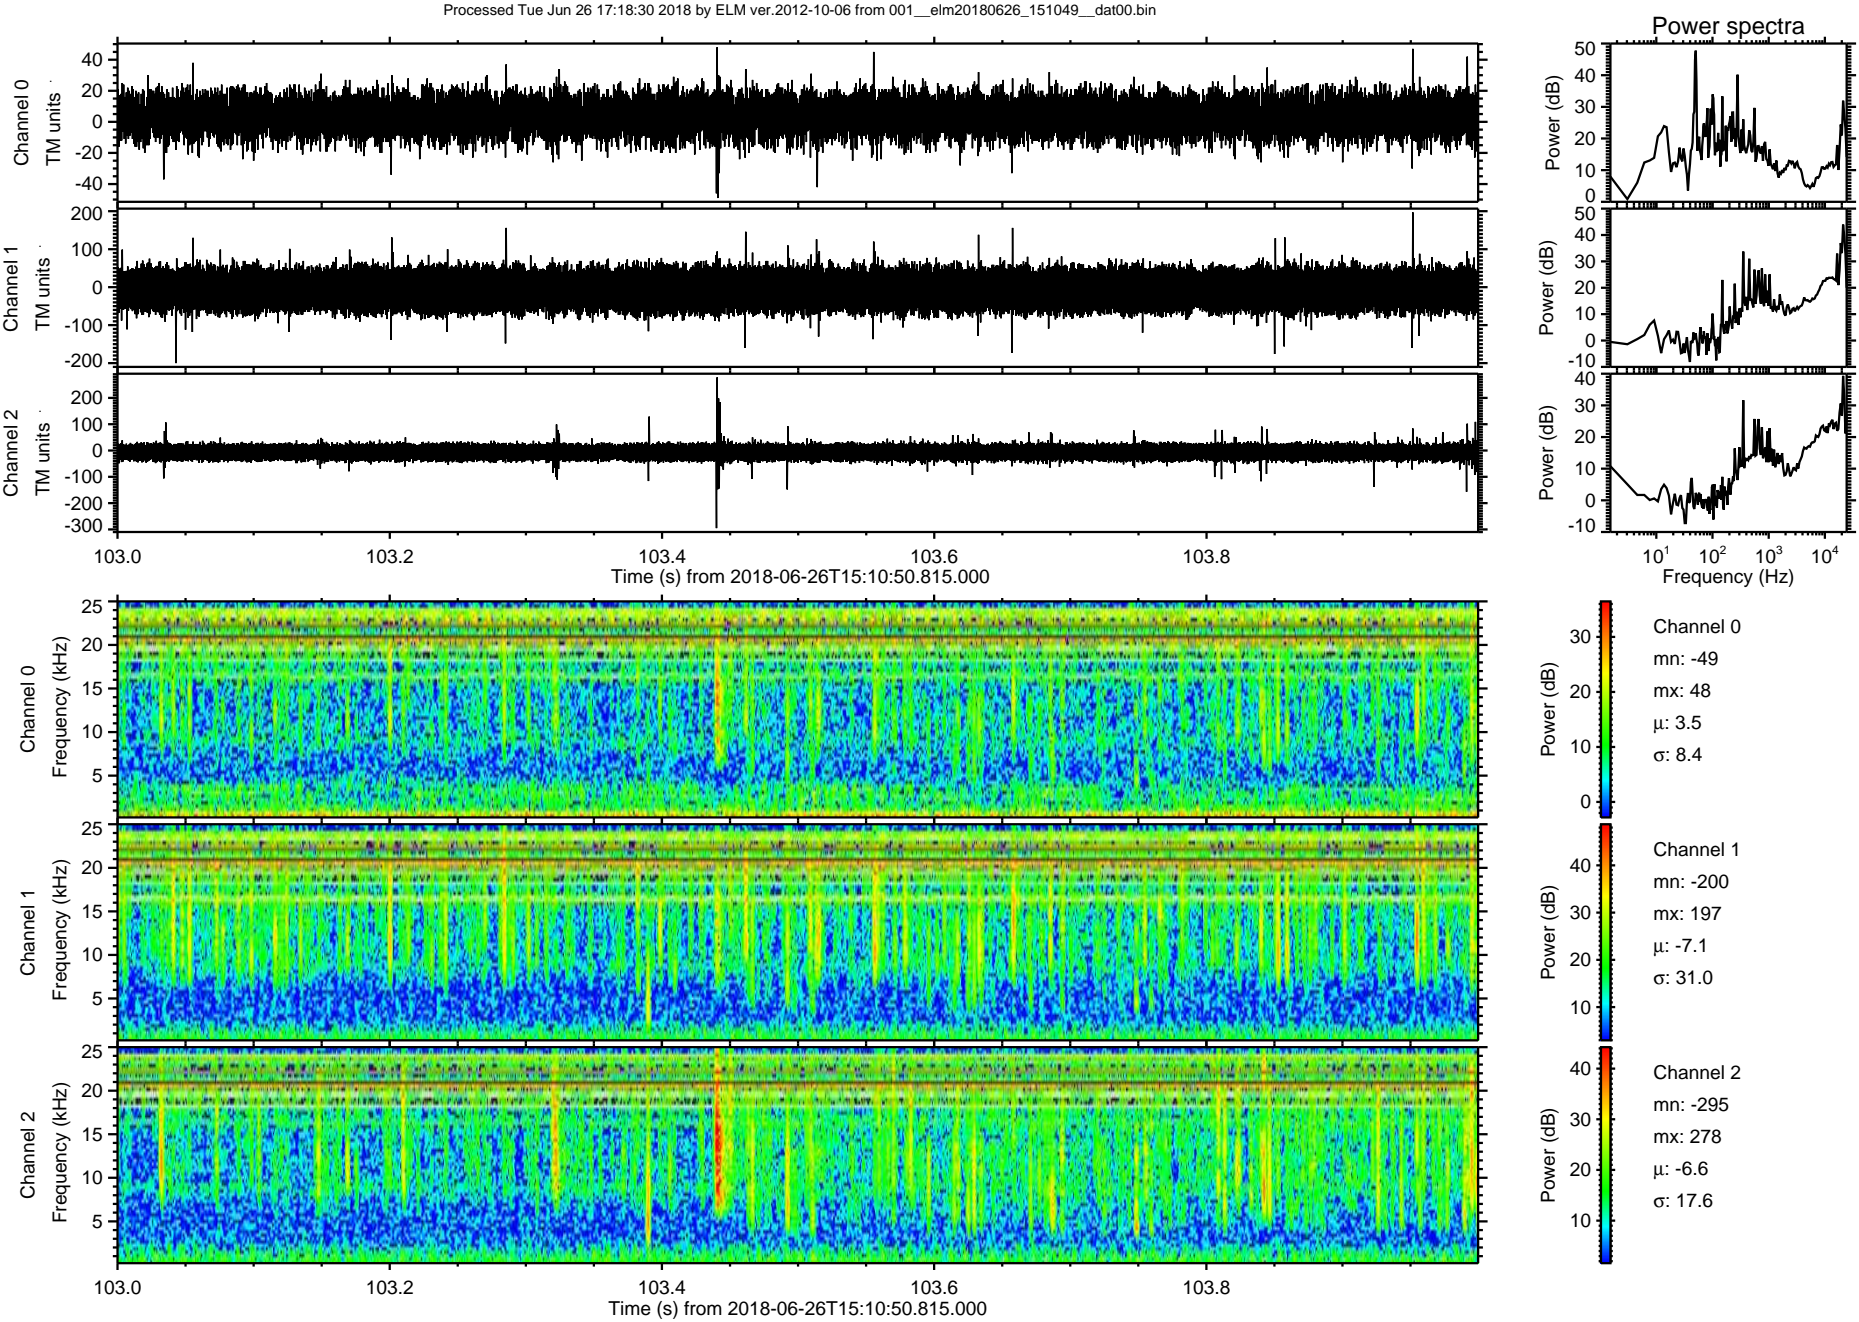 Processed Tue Jun 26 17:18:30 2018 by ELM ver.2012-10-06 from 001__elm20180626_151049__dat00.bin
Power spectra
Channel 0
TM units
40
20
0
-20
-40
Power (dB)
50
40
30
20
10
0
Channel 1
TM units
200
100
0
-100
-200
Power (dB)
50
40
30
20
10
0
-10
Channel 2
TM units
200
100
0
-100
-200
-300
Power (dB)
40
30
20
10
0
-10
103.0 103.2 103.4 103.6 103.8
Time (s) from 2018-06-26T15:10:50.815.000
10^1 10^2 10^3 10^4
Frequency (Hz)
Channel 0
Frequency (kHz)
25
20
15
10
5
Power (dB)
30
20
10
0
Channel 0
mn: -49
mx: 48
µ: 3.5
σ: 8.4
Channel 1
Frequency (kHz)
25
20
15
10
5
Power (dB)
40
30
20
10
Channel 1
mn: -200
mx: 197
µ: -7.1
σ: 31.0
Channel 2
Frequency (kHz)
25
20
15
10
5
Power (dB)
40
30
20
10
Channel 2
mn: -295
mx: 278
µ: -6.6
σ: 17.6
103.0 103.2 103.4 103.6 103.8
Time (s) from 2018-06-26T15:10:50.815.000